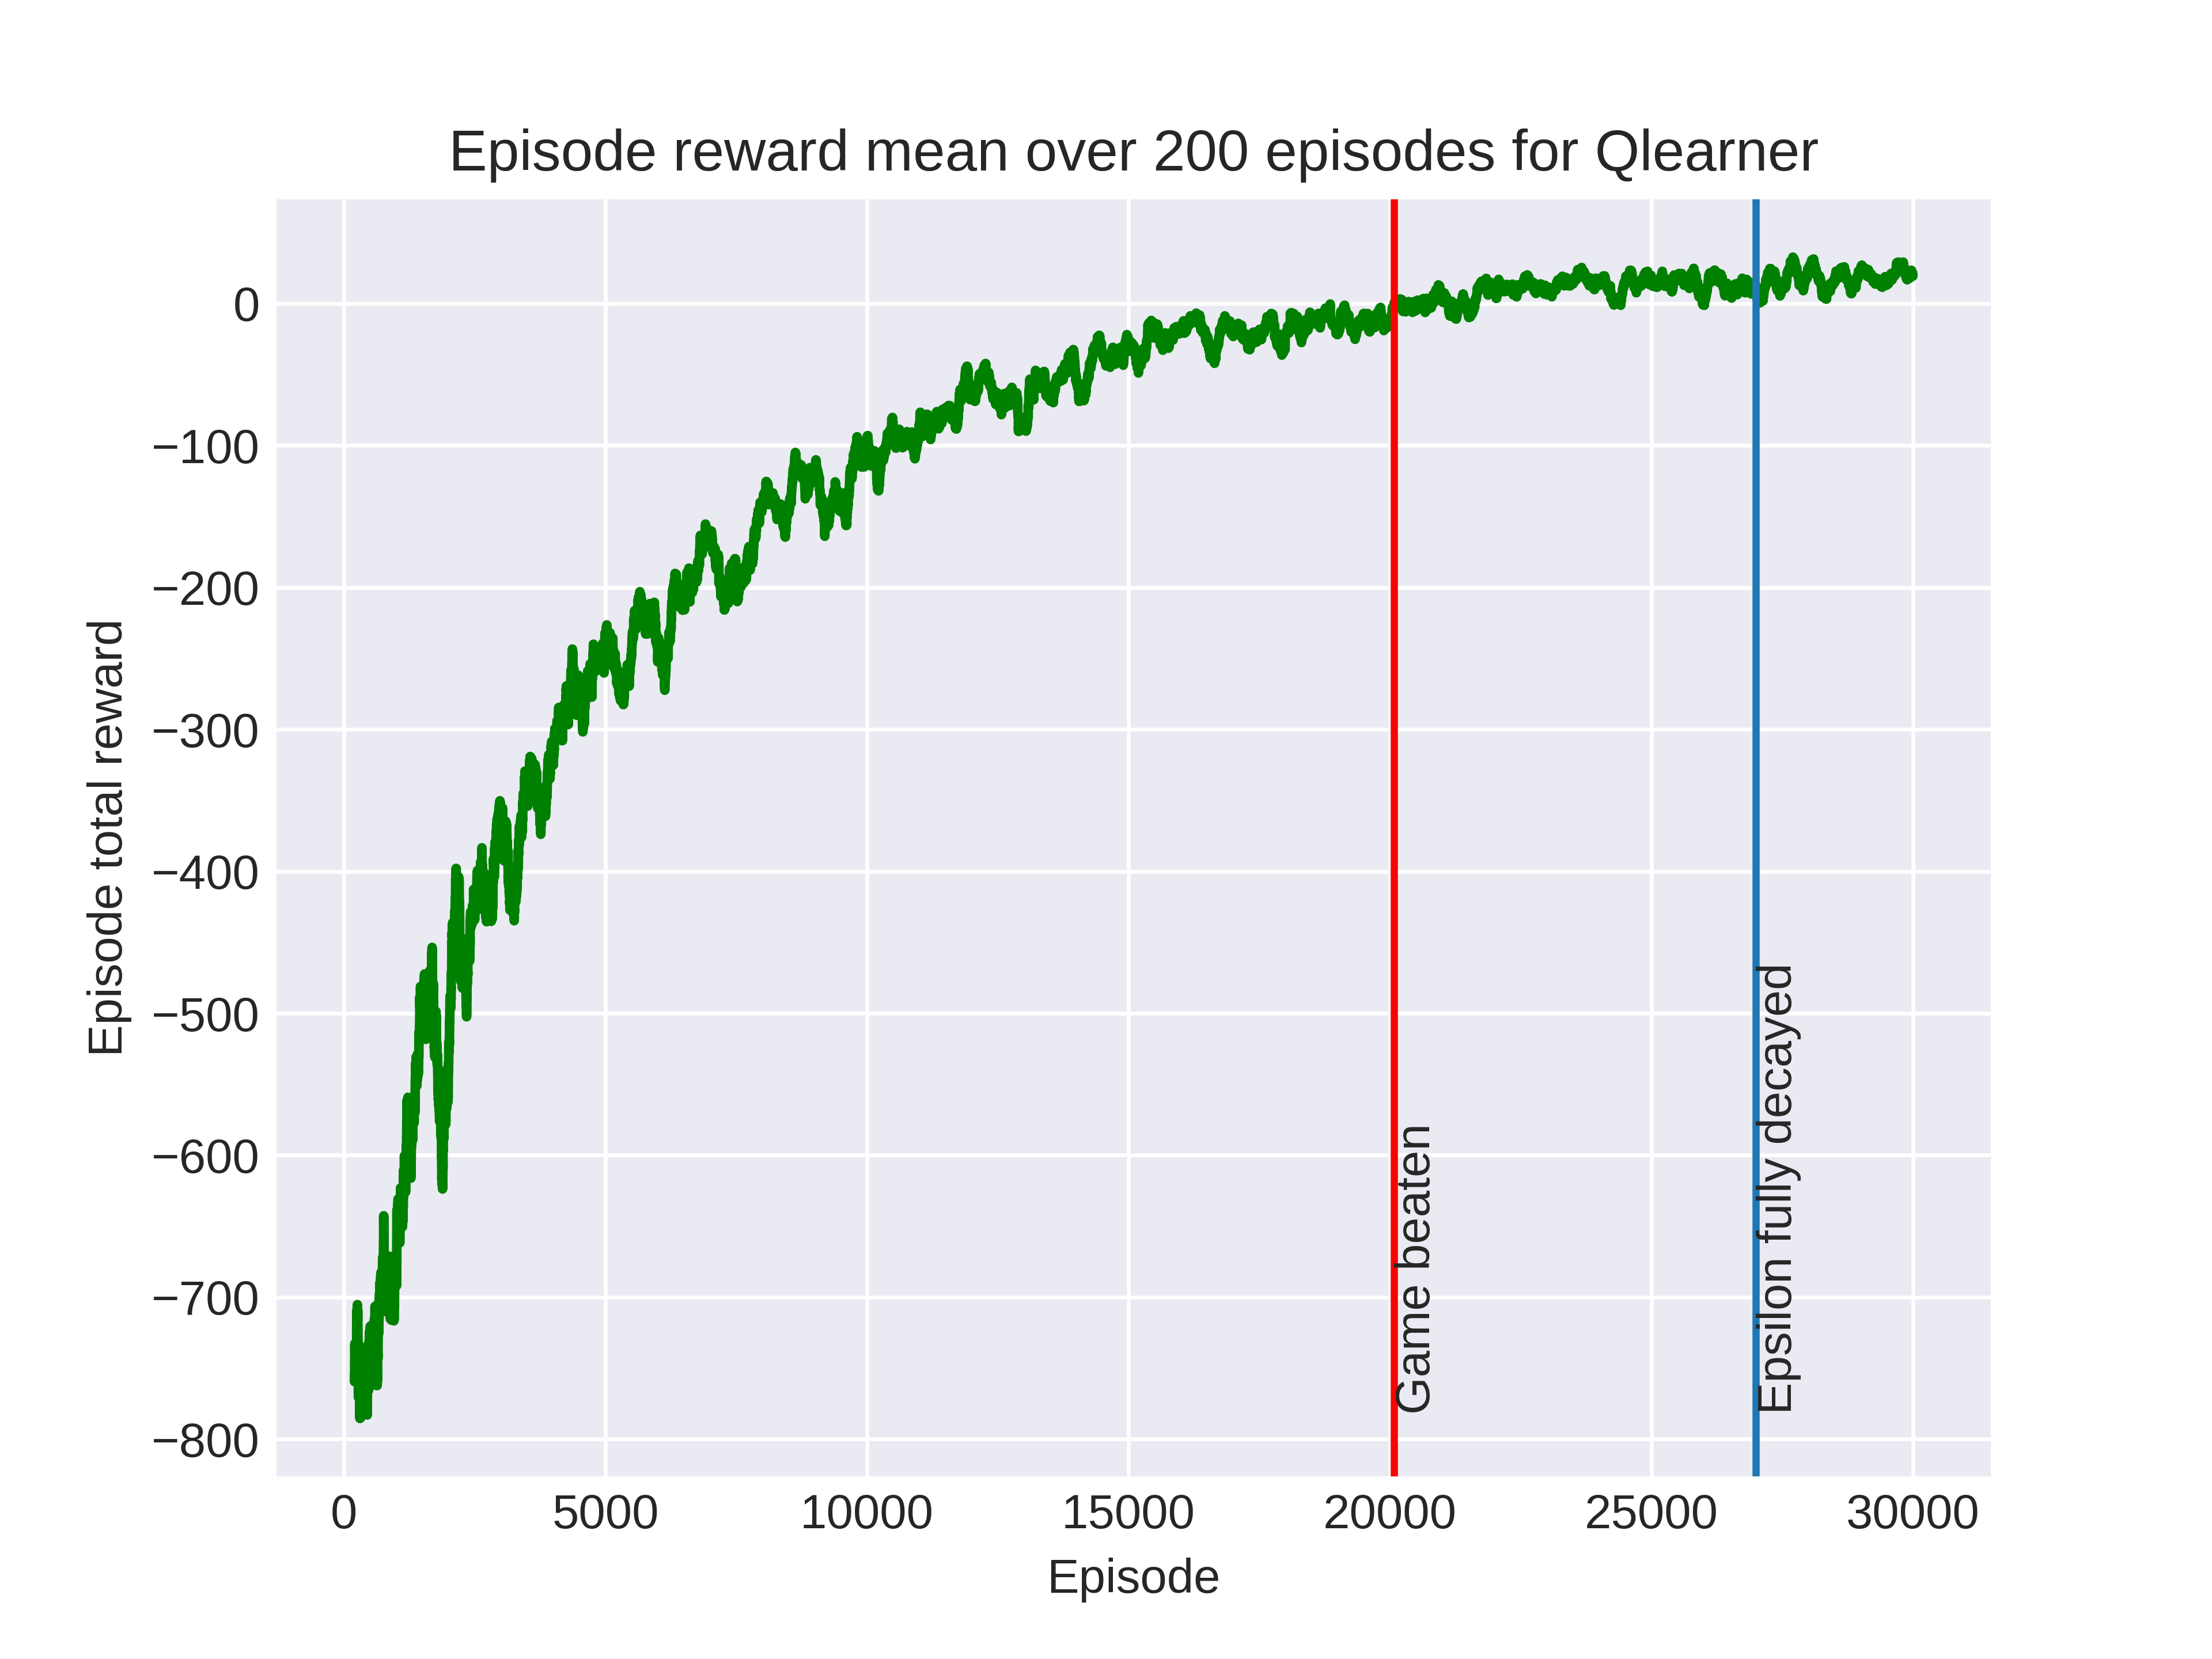 Episode reward mean over 200 episodes for Qlearner
Episode total reward
0
−100
−200
−300
−400
−500
−600
−700
−800
Game beaten
Epsilon fully decayed
0 5000 10000 15000 20000 25000 30000
Episode